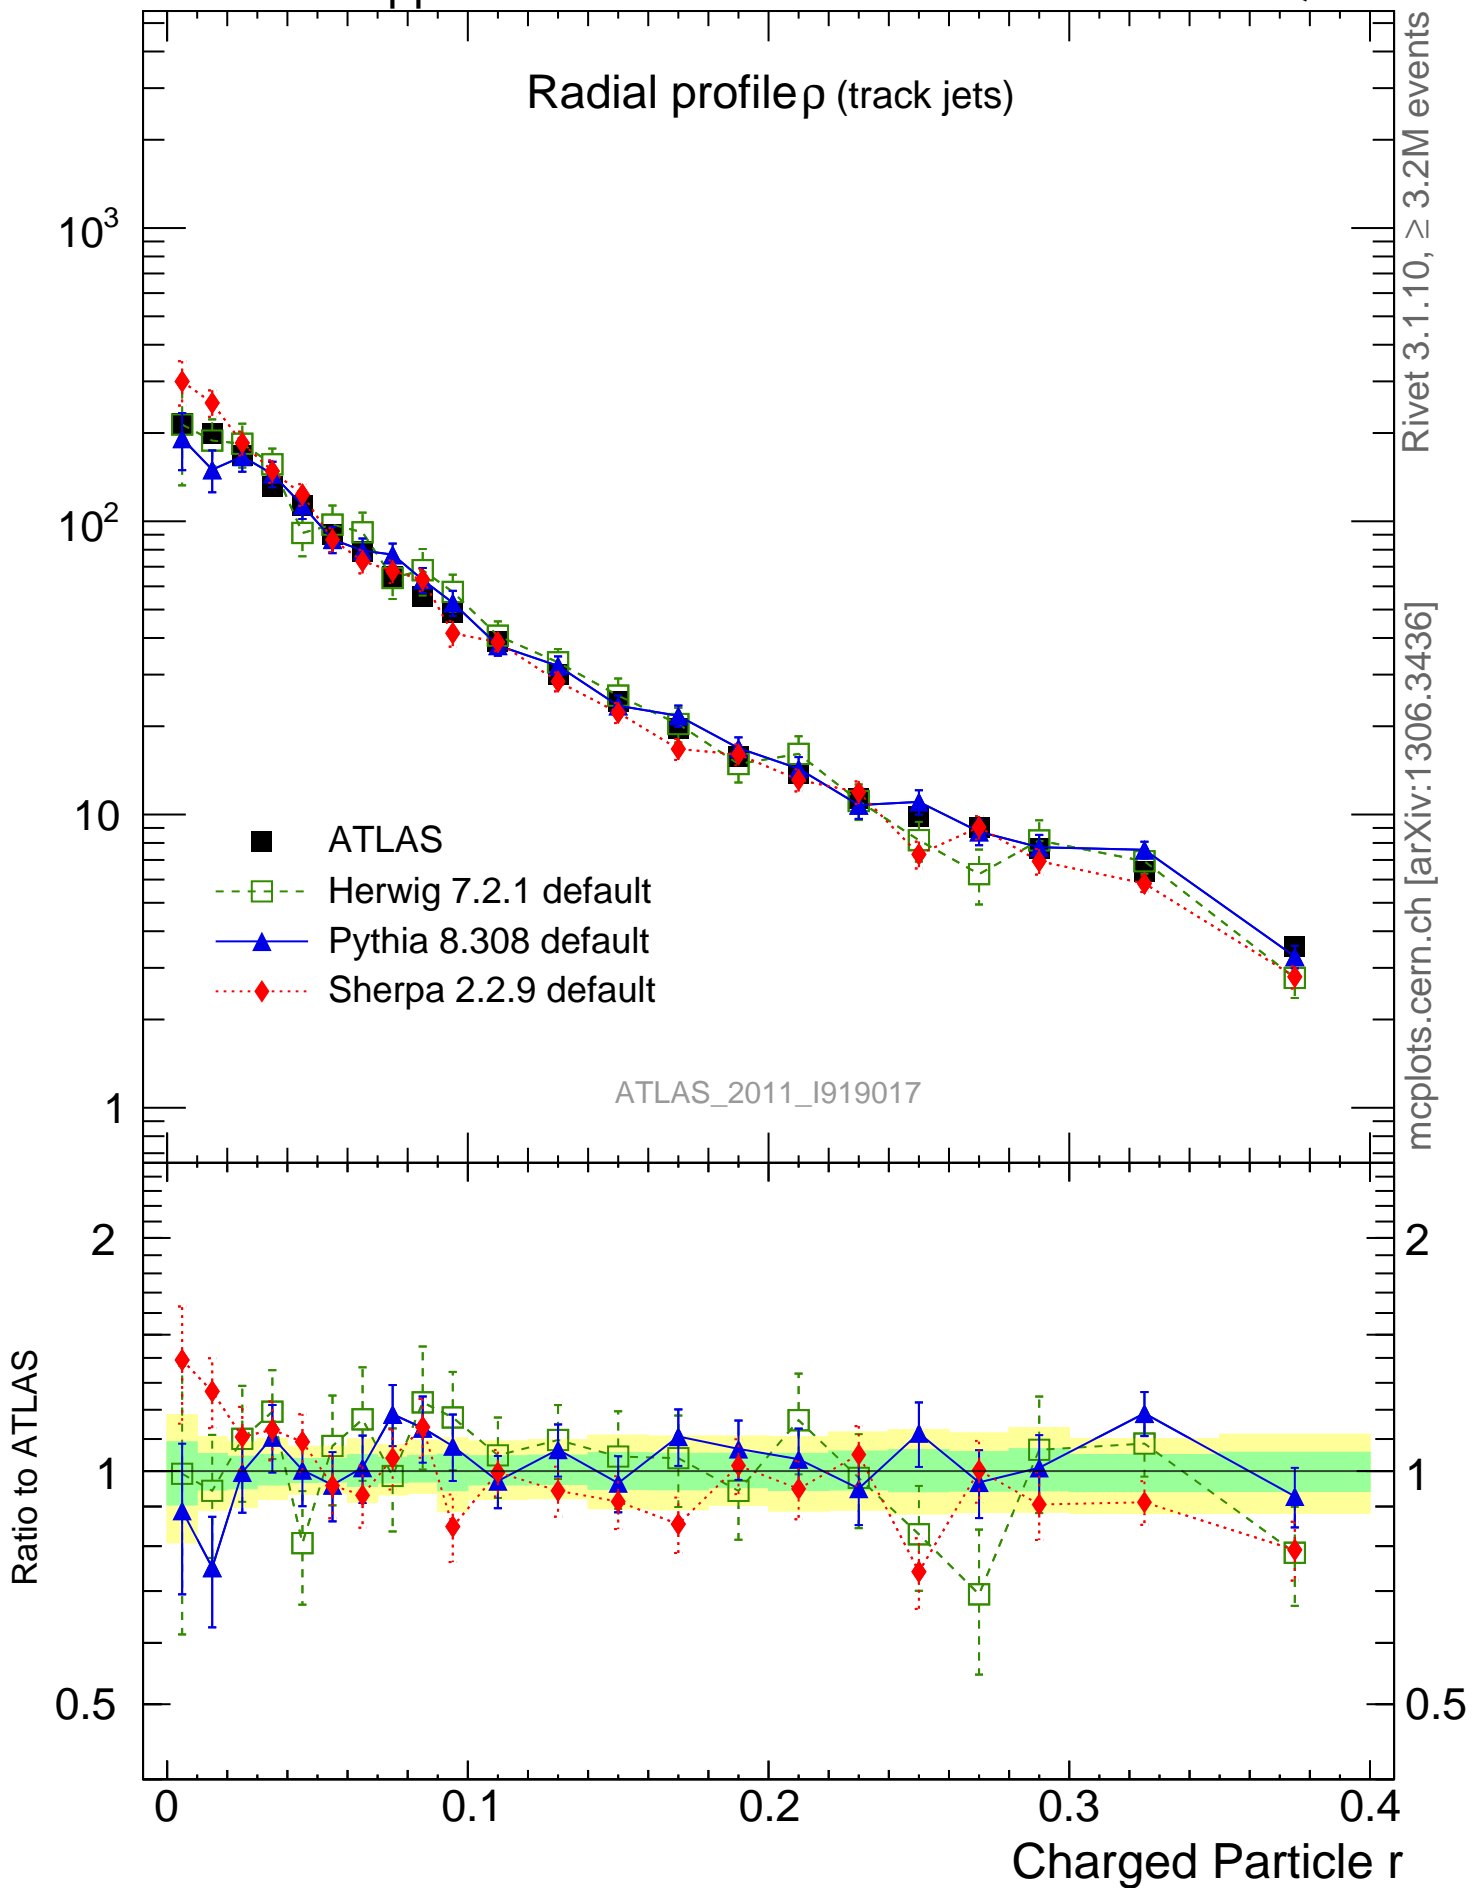 pp
Radial profile ρ (track jets)
10³
10²
10
1
ATLAS
Herwig 7.2.1 default
Pythia 8.308 default
Sherpa 2.2.9 default
ATLAS_2011_I919017
Rivet 3.1.10, ≥ 3.2M events
mcplots.cern.ch [arXiv:1306.3436]
Ratio to ATLAS
2
1
0.5
2
1
0.5
0 0.1 0.2 0.3 0.4
Charged Particle r